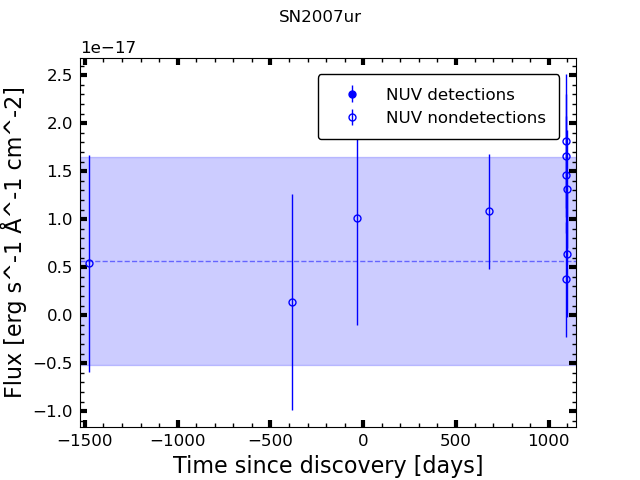 SN2007ur
1e−17
NUV detections
NUV nondetections
2.5
2.0
1.5
1.0
0.5
0.0
−0.5
−1.0
Flux [erg s^-1 Å^-1 cm^-2]
−1500 −1000 −500 0 500 1000
Time since discovery [days]